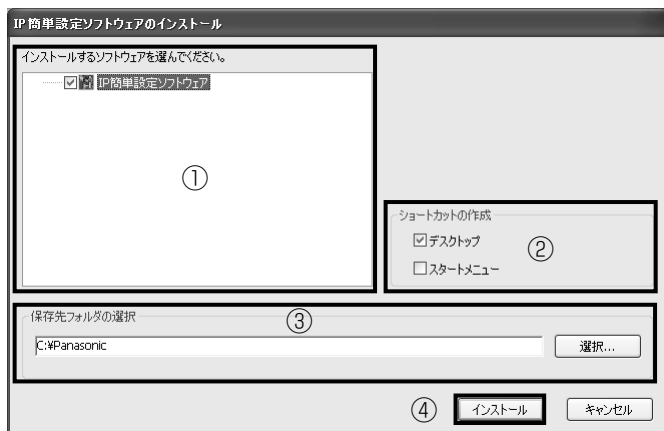 IP簡単設定ソフトウェアのインストール
インストールするソフトウェアを選んでください。
IP簡単設定ソフトウェア
①
ショートカットの作成
デスクトップ
②
スタートメニュー
保存先フォルダの選択
③
C:¥Panasonic
選択...
④
インストール
キャンセル